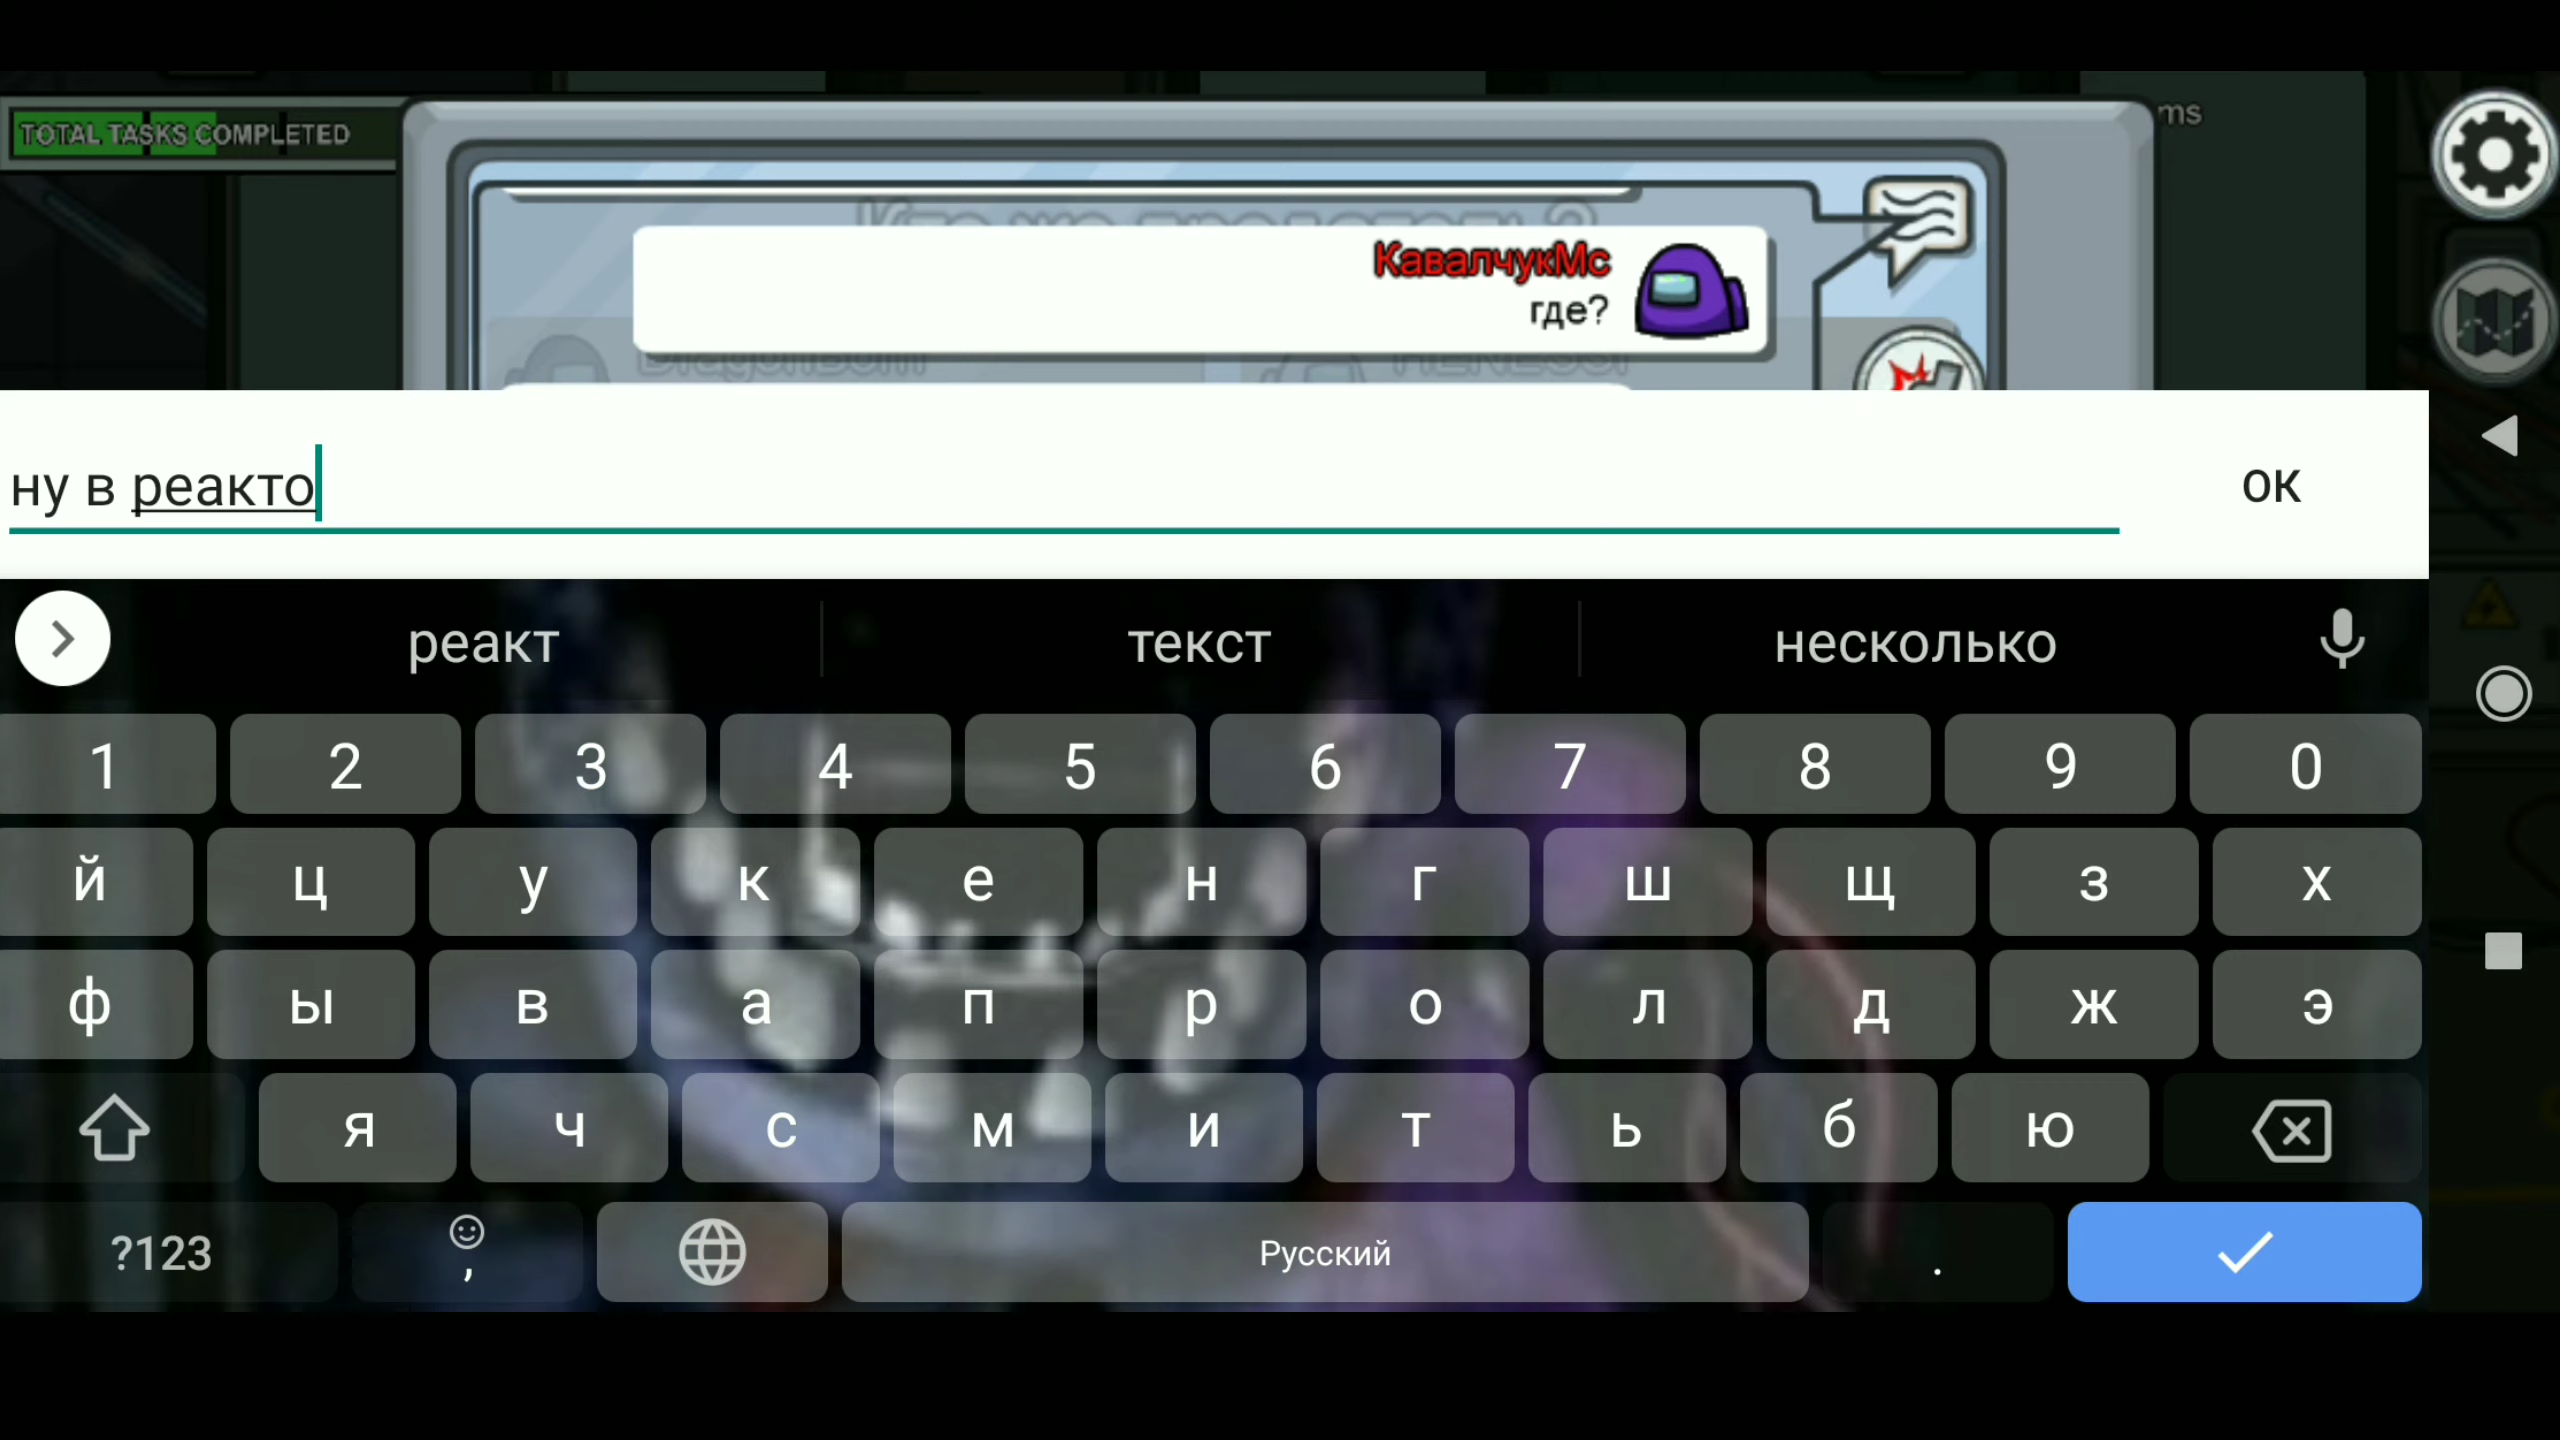 TOTAL TASKS COMPLETED
ms
КавалчукМс
где?
ну в реакто
ОК
реакт
текст
несколько
1 2 3 4 5 6 7 8 9 0
й ц у к е н г ш щ з х
ф ы в а п р о л д ж э
я ч с м и т ь б ю
?123 , Русский .